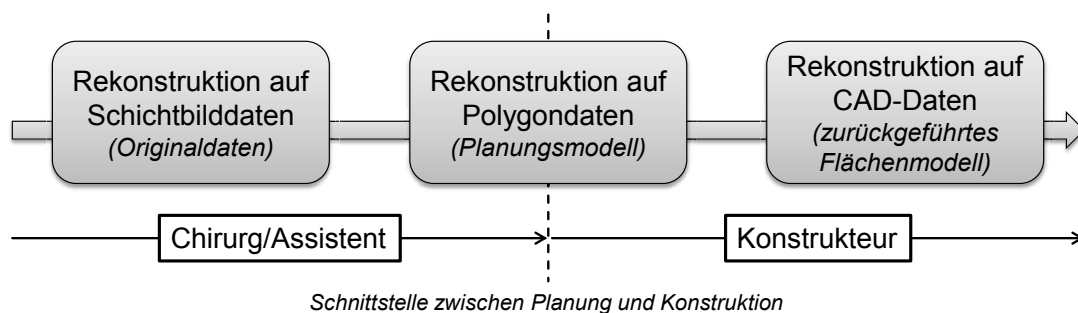 Rekonstruktion auf
Schichtbilddaten
(Originaldaten)
Rekonstruktion auf
Polygondaten
(Planungsmodell)
Rekonstruktion auf
CAD-Daten
(zurückgeführtes
Flächenmodell)
Chirurg/Assistent
Konstrukteur
Schnittstelle zwischen Planung und Konstruktion